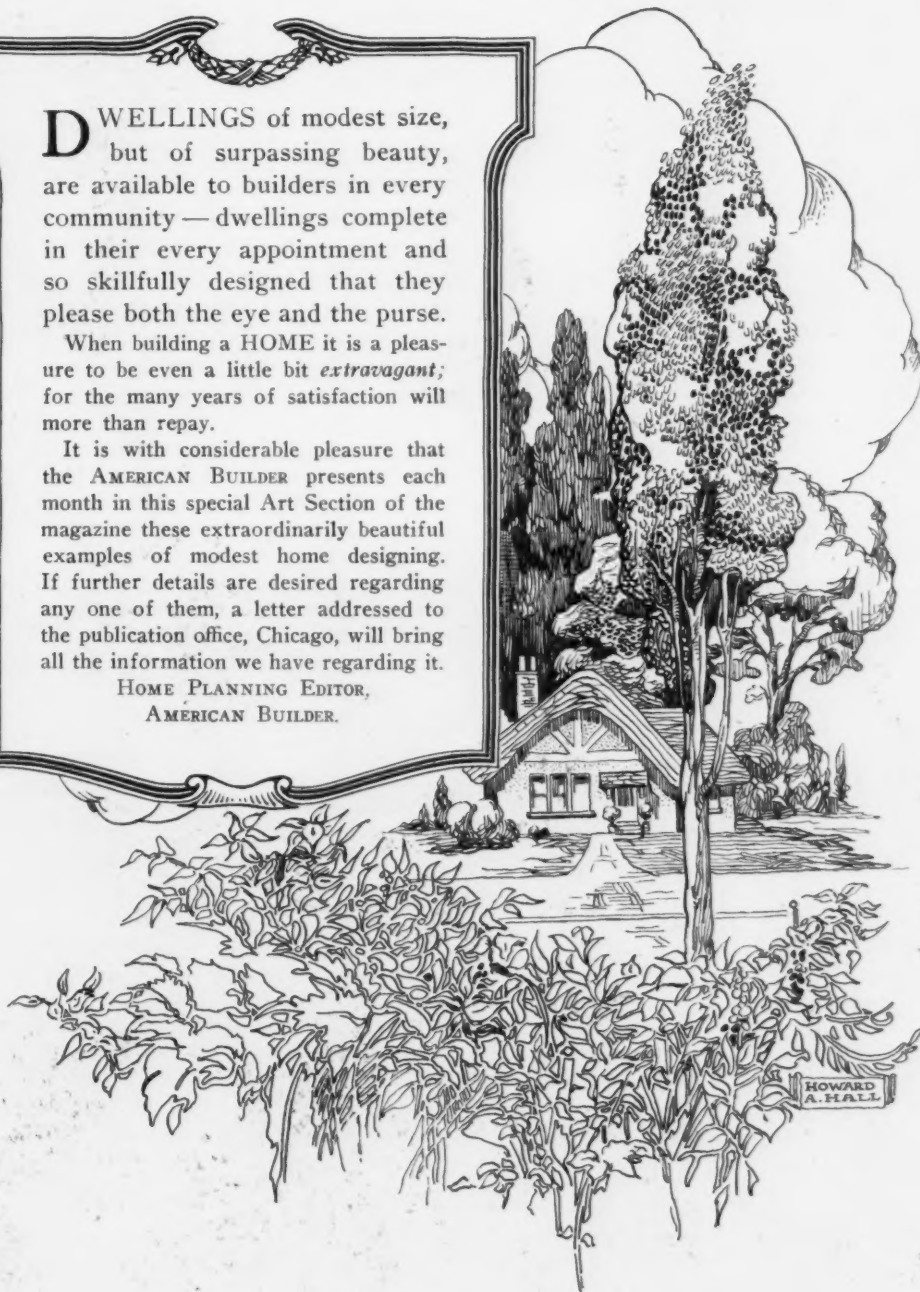 DWELLINGS of modest size,
but of surpassing beauty,
are available to builders in every
community — dwellings complete
in their every appointment and
so skillfully designed that they
please both the eye and the purse.
When building a HOME it is a pleas-
ure to be even a little bit extravagant;
for the many years of satisfaction will
more than repay.
It is with considerable pleasure that
the AMERICAN BUILDER presents each
month in this special Art Section of the
magazine these extraordinarily beautiful
examples of modest home designing.
If further details are desired regarding
any one of them, a letter addressed to
the publication office, Chicago, will bring
all the information we have regarding it.
HOME PLANNING EDITOR,
AMERICAN BUILDER.
HOWARD
A. HALL